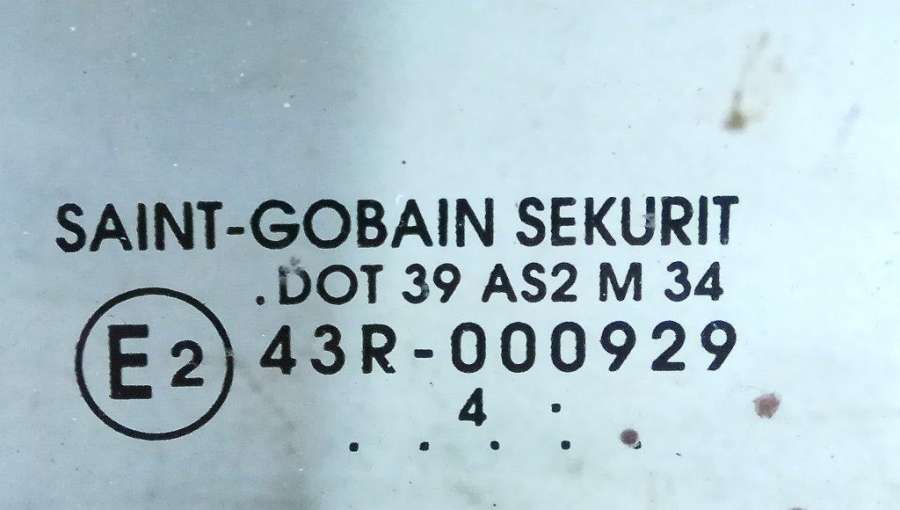 SAINT-GOBAIN SEKURIT
.DOT 39 AS2 M 34
E2 43R-000929
4 .
. . . . .